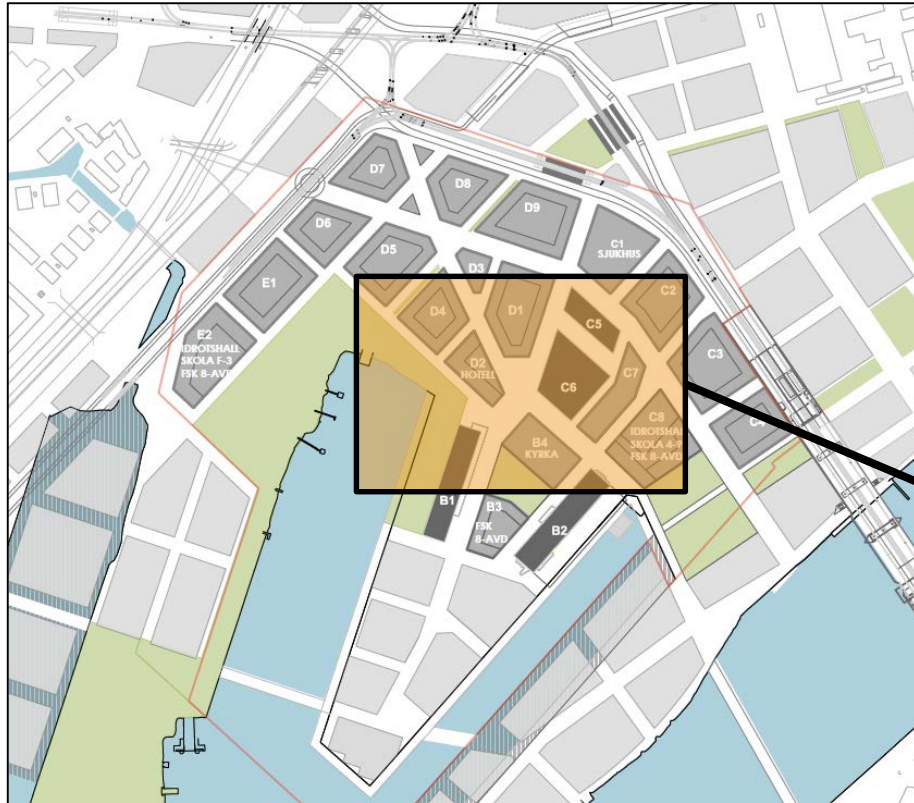 D7
D8
D9
D6
D5
D3
C1
SJUKHUS
E1
D4
D1
C2
C5
E2
IDROTSHALL
SKOLA F-3
FSK 8-AVD
D2
HOTELL
C6
C7
C3
C8
IDROTSHALL
SKOLA 4-9
FSK 8-AVD
C4
B4
KYRKA
B1
B3
FSK
8-AVD
B2